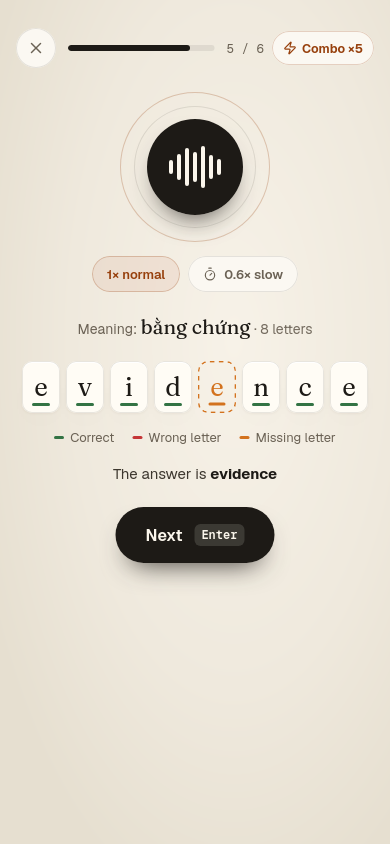 5 / 6 Combo ×5
1× normal 0.6× slow
Meaning: bằng chứng · 8 letters
e v i d e n c e
Correct Wrong letter Missing letter
The answer is evidence
Next Enter